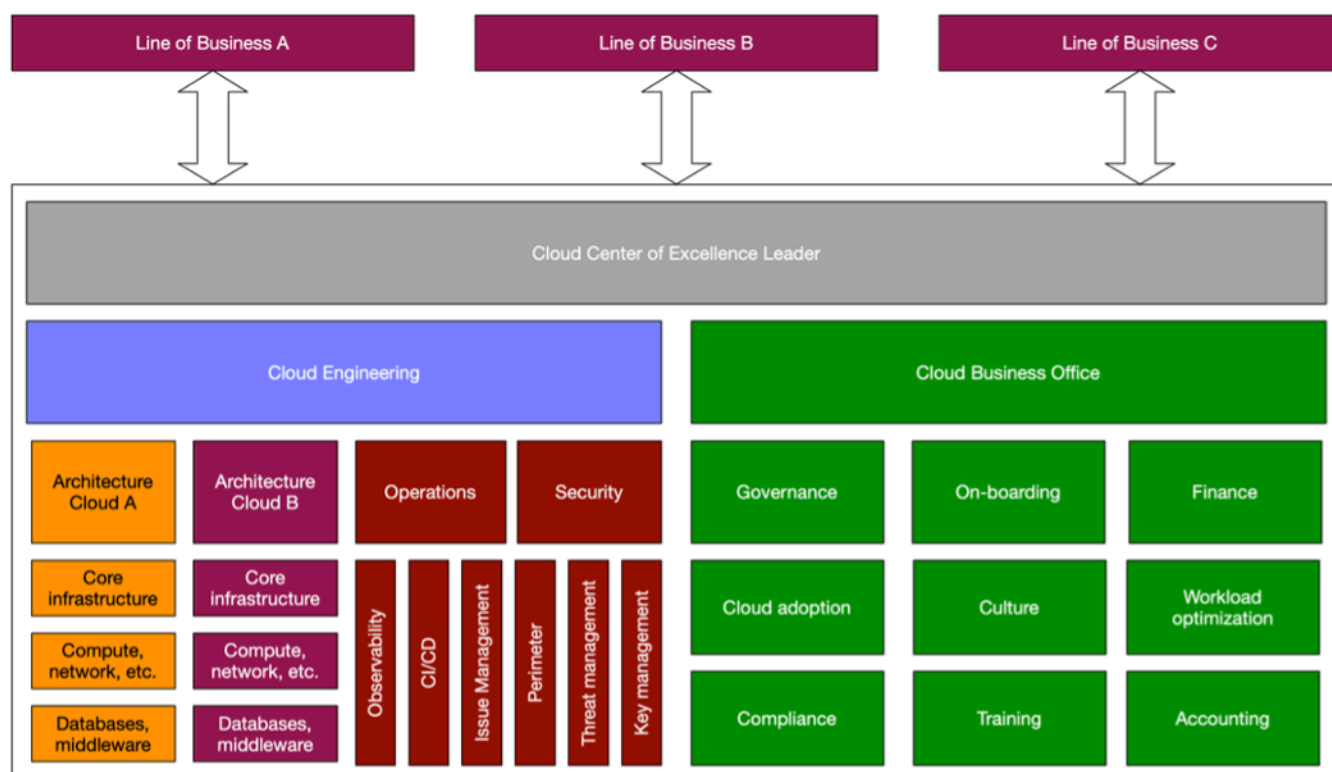 Line of Business A
Line of Business B
Line of Business C
Cloud Center of Excellence Leader
Cloud Engineering
Cloud Business Office
Architecture
Cloud A
Architecture
Cloud B
Operations
Security
Governance
On-boarding
Finance
Core
infrastructure
Core
infrastructure
Compute,
network, etc.
Compute,
network, etc.
Databases,
middleware
Databases,
middleware
Observability
CI/CD
Issue Management
Perimeter
Threat management
Key management
Cloud adoption
Culture
Workload
optimization
Compliance
Training
Accounting